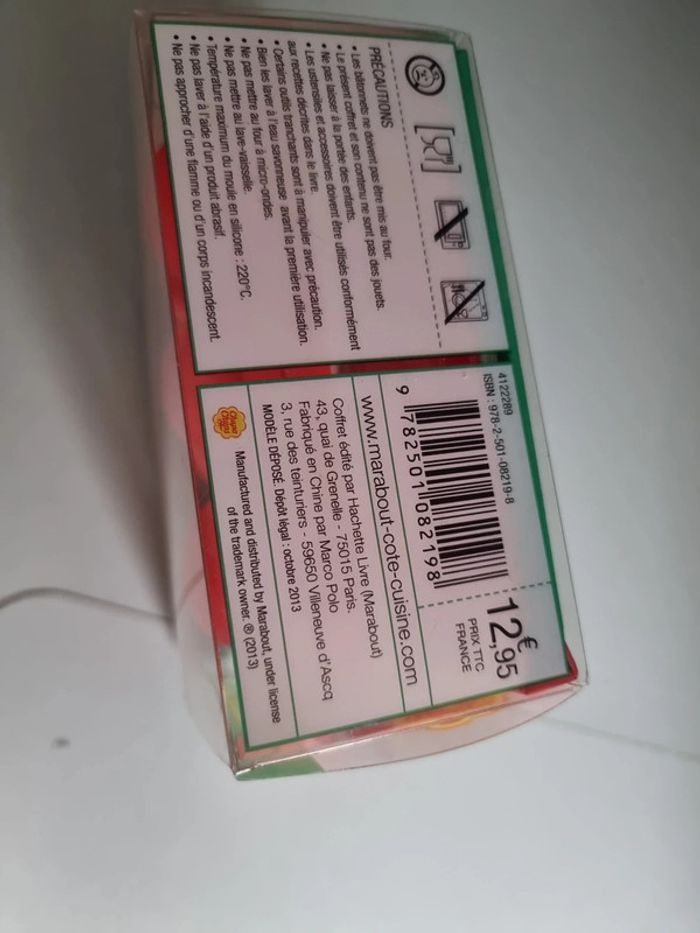 PRÉCAUTIONS
• Les bâtonnets ne doivent pas être mis au four.
• Le présent coffret et son contenu ne sont pas des jouets.
• Ne pas laisser à la portée des enfants.
• Les ustensiles et accessoires doivent être utilisés conformément
aux recettes décrites dans le livre.
• Certains outils tranchants sont à manipuler avec précaution.
• Bien les laver à l'eau savonneuse avant la première utilisation.
• Ne pas mettre au four à micro-ondes.
• Ne pas mettre au lave-vaisselle.
• Température maximum du moule en silicone : 220°C.
• Ne pas laver à l'aide d'un produit abrasif.
• Ne pas approcher d'une flamme ou d'un corps incandescent.
4122289
ISBN : 978-2-501-08219-8
9 782501 082198
12,95 €
PRIX TTC
FRANCE
www.marabout-cote-cuisine.com
Coffret édité par Hachette Livre (Marabout)
43, quai de Grenelle - 75015 Paris.
Fabriqué en Chine par Marco Polo
3, rue des teinturiers - 59650 Villeneuve d'Ascq
MODÈLE DÉPOSÉ. Dépôt légal : octobre 2013
Chupa
Chups
Manufactured and distributed by Marabout, under license
of the trademark owner. ® (2013)